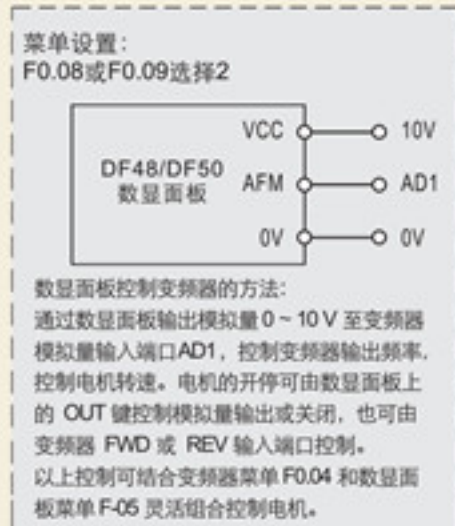 菜单设置：
F0.08或F0.09选择2
VCC 10V
DF48/DF50 数显面板
AFM AD1
0V 0V
数显面板控制变频器的方法：
通过数显面板输出模拟量0~10V至变频器
模拟量输入端口AD1，控制变频器输出频率.
控制电机转速。电机的开停可由数显面板上
的 OUT 键控制模拟量输出或关闭，也可由
变频器 FWD 或 REV 输入端口控制。
以上控制可结合变频器菜单F0.04 和数显面
板菜单F-05 灵活组合控制电机。